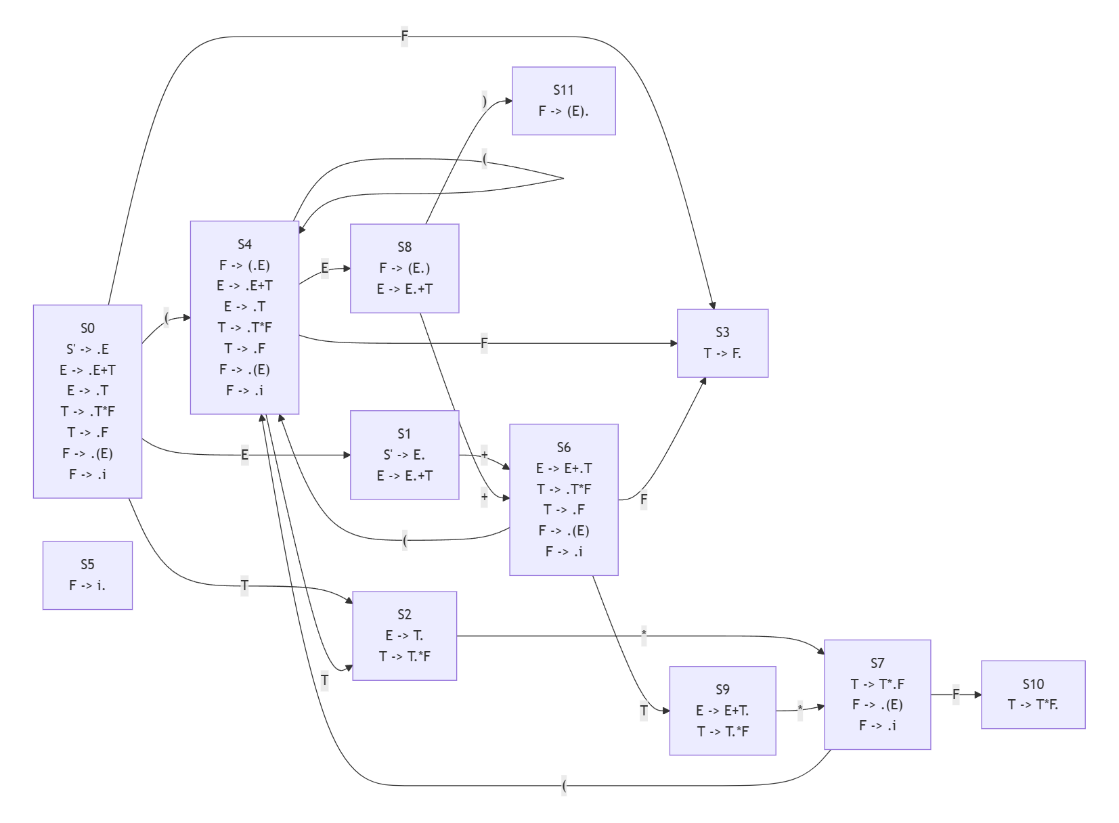 F
S11
F -> (E).
)
(
S4
F -> (.E)
E -> .E+T
E -> .T
T -> .T*F
T -> .F
F -> .(E)
F -> .i
S8
F -> (E.)
E -> E.+T
E
(
S0
S' -> .E
E -> .E+T
E -> .T
T -> .T*F
T -> .F
F -> .(E)
F -> .i
F
S3
T -> F.
E
S1
S' -> E.
E -> E.+T
+
+
S6
E -> E+.T
T -> .T*F
T -> .F
F -> .(E)
F -> .i
F
(
S5
F -> i.
T
S2
E -> T.
T -> T.*F
*
T
S7
T -> T*.F
F -> .(E)
F -> .i
F
S10
T -> T*F.
S9
E -> E+T.
T -> T.*F
T
*
(